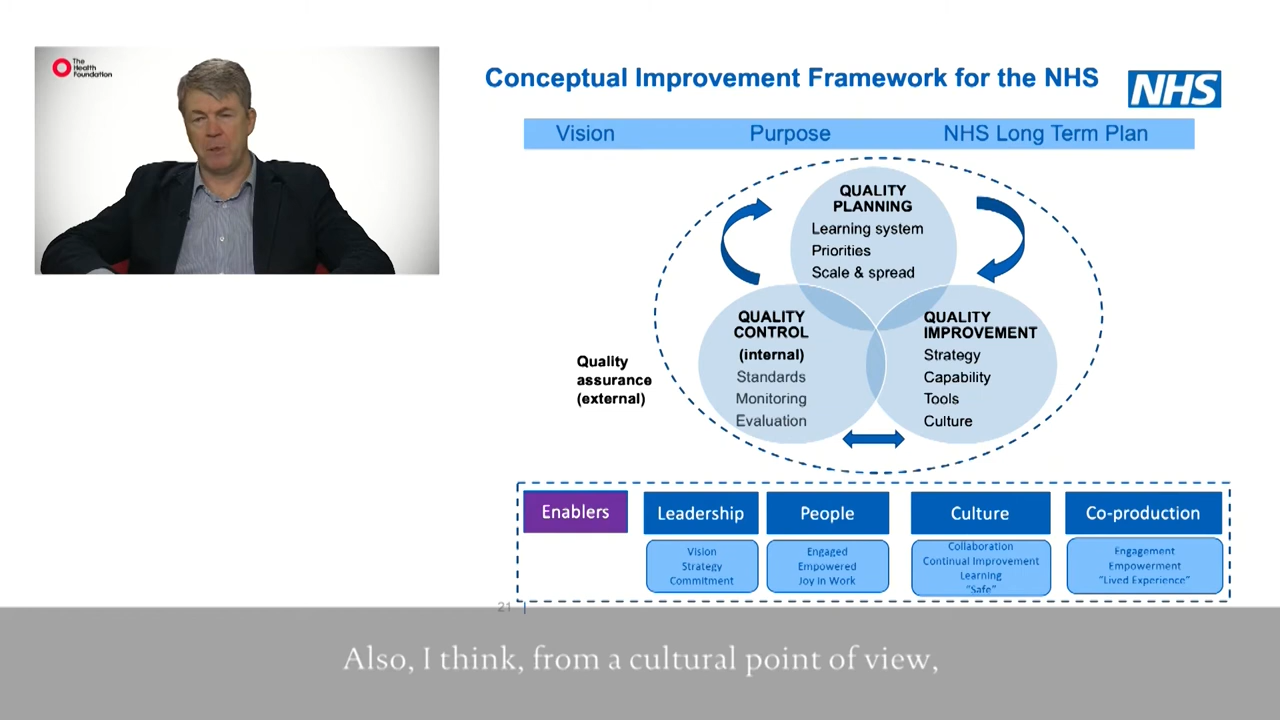 The
Health
Foundation
Conceptual Improvement Framework for the NHS
NHS
Vision
Purpose
NHS Long Term Plan
QUALITY
PLANNING
Learning system
Priorities
Scale & spread
QUALITY
CONTROL
(internal)
Standards
Monitoring
Evaluation
QUALITY
IMPROVEMENT
Strategy
Capability
Tools
Culture
Quality
assurance
(external)
Enablers
Leadership
Vision
Strategy
Commitment
People
Engaged
Empowered
Joy in Work
Culture
Collaboration
Continual Improvement
Learning
"Safe"
Co-production
Engagement
Empowerment
"Lived Experience"
21
Also, I think, from a cultural point of view,